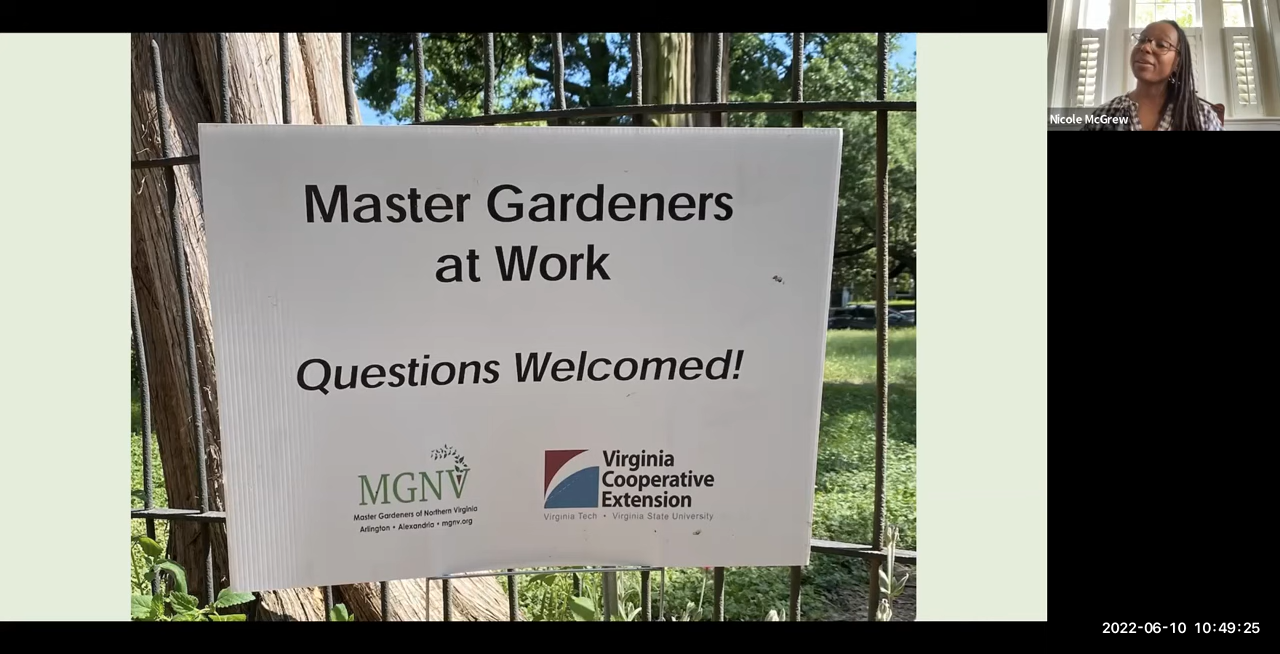 Nicole McGrew
Master Gardeners
at Work
Questions Welcomed!
MGNV
Master Gardeners of Northern Virginia
Arlington • Alexandria • mgnv.org
Virginia
Cooperative
Extension
Virginia Tech • Virginia State University
2022-06-10 10:49:25